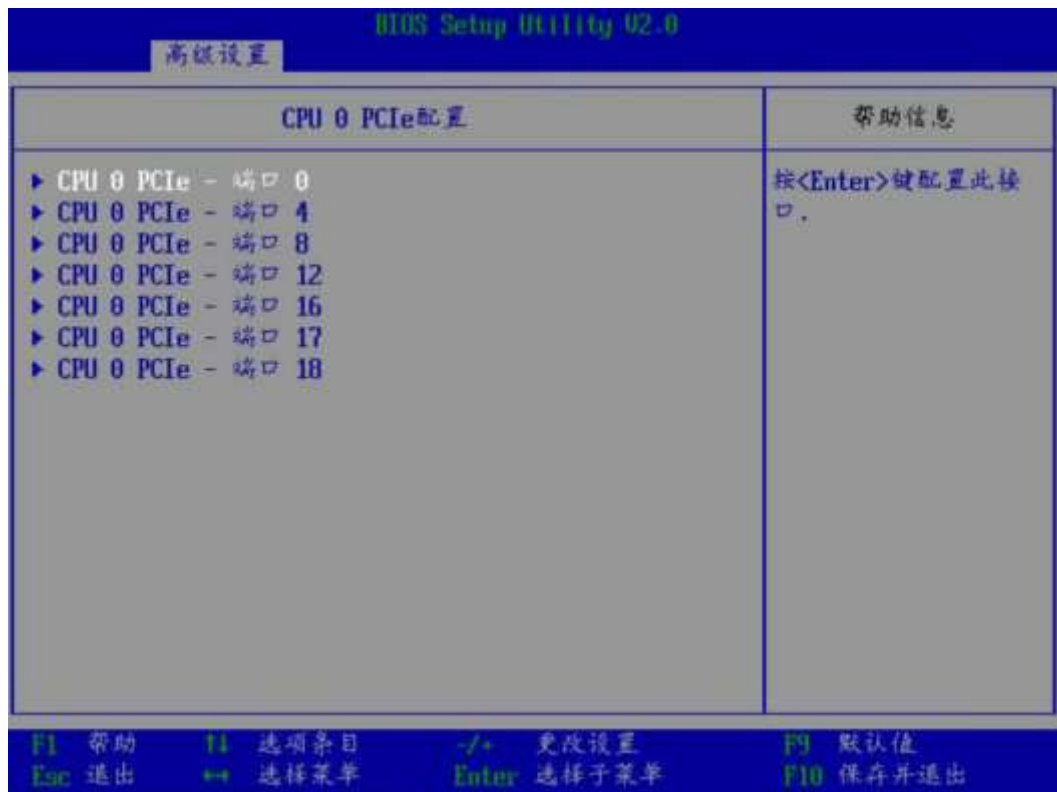 BIOS Setup Utility V2.0
高级设置
CPU 0 PCIe配置
帮助信息
CPU 0 PCIe - 端口 0
CPU 0 PCIe - 端口 4
CPU 0 PCIe - 端口 8
CPU 0 PCIe - 端口 12
CPU 0 PCIe - 端口 16
CPU 0 PCIe - 端口 17
CPU 0 PCIe - 端口 18
按<Enter>键配置此接
口.
F1 帮助 ↑↓ 选项条目 -/+ 更改设置 F9 默认值
Esc 退出 ←→ 选择菜单 Enter 选择子菜单 F10 保存并退出